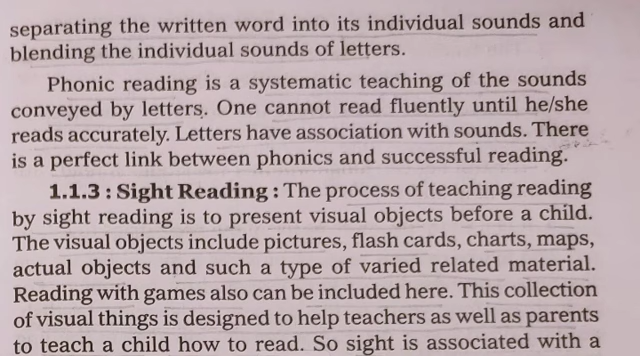 separating the written word into its individual sounds and
blending the individual sounds of letters.
Phonic reading is a systematic teaching of the sounds
conveyed by letters. One cannot read fluently until he/she
reads accurately. Letters have association with sounds. There
is a perfect link between phonics and successful reading.
1.1.3 : Sight Reading : The process of teaching reading
by sight reading is to present visual objects before a child.
The visual objects include pictures, flash cards, charts, maps,
actual objects and such a type of varied related material.
Reading with games also can be included here. This collection
of visual things is designed to help teachers as well as parents
to teach a child how to read. So sight is associated with a